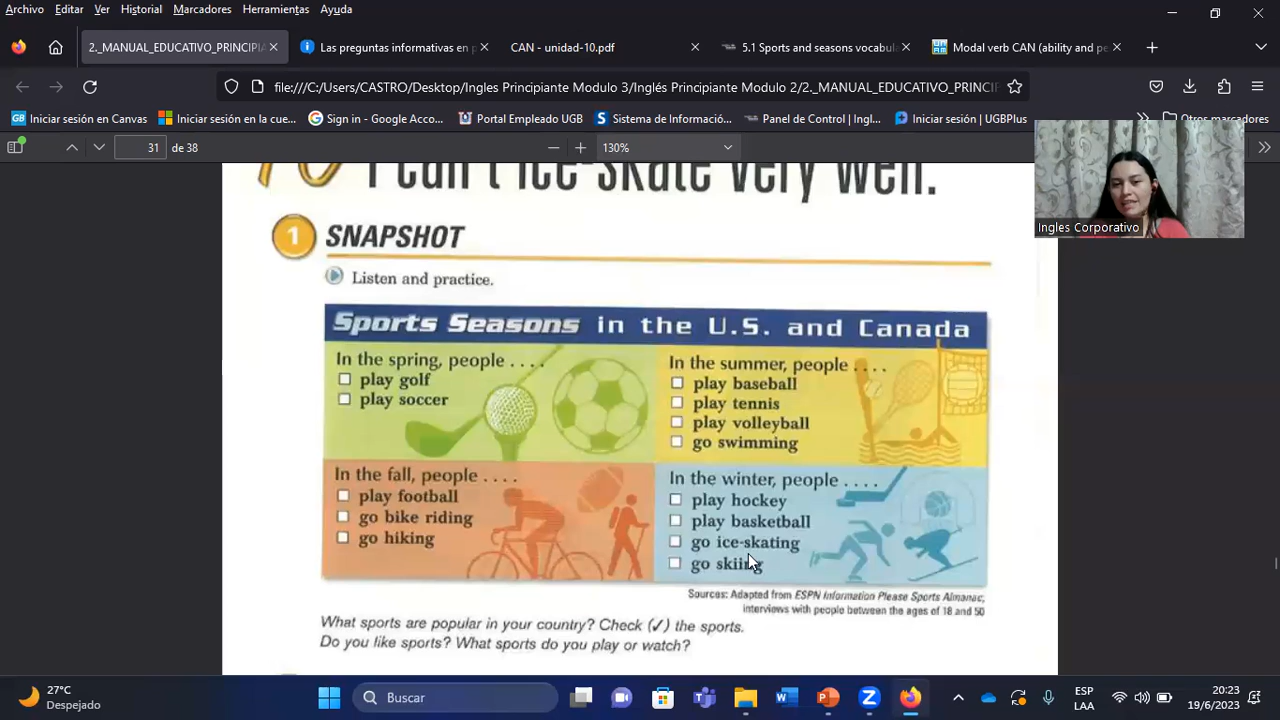 Archivo Editar Ver Historial Marcadores Herramientas Ayuda
2._MANUAL_EDUCATIVO_PRINCIPIA
Las preguntas informativas en p
CAN - unidad-10.pdf
5.1 Sports and seasons vocabula
Modal verb CAN (ability and pe
file:///C:/Users/CASTRO/Desktop/Ingles Principiante Modulo 3/Inglés Principiante Modulo 2/2._MANUAL_EDUCATIVO_PRINCIP
GB Iniciar sesión en Canvas
Iniciar sesión en la cue...
Sign in - Google Acco...
Portal Empleado UGB
Sistema de Informació...
Panel de Control | Ingl...
Iniciar sesión | UGBPlus
Otros marcadores
31 de 38
130%
Ingles Corporativo
10 I can't ice-skate very well.
1 SNAPSHOT
Listen and practice.
Sports Seasons in the U.S. and Canada
In the spring, people . . . .
play golf
play soccer
In the summer, people . . . .
play baseball
play tennis
play volleyball
go swimming
In the fall, people . . . .
play football
go bike riding
go hiking
In the winter, people . . . .
play hockey
play basketball
go ice-skating
go skiing
Sources: Adapted from ESPN Information Please Sports Almanac;
interviews with people between the ages of 18 and 50
What sports are popular in your country? Check (✓) the sports.
Do you like sports? What sports do you play or watch?
27°C
Despejado
Buscar
ESP
LAA
20:23
19/6/2023